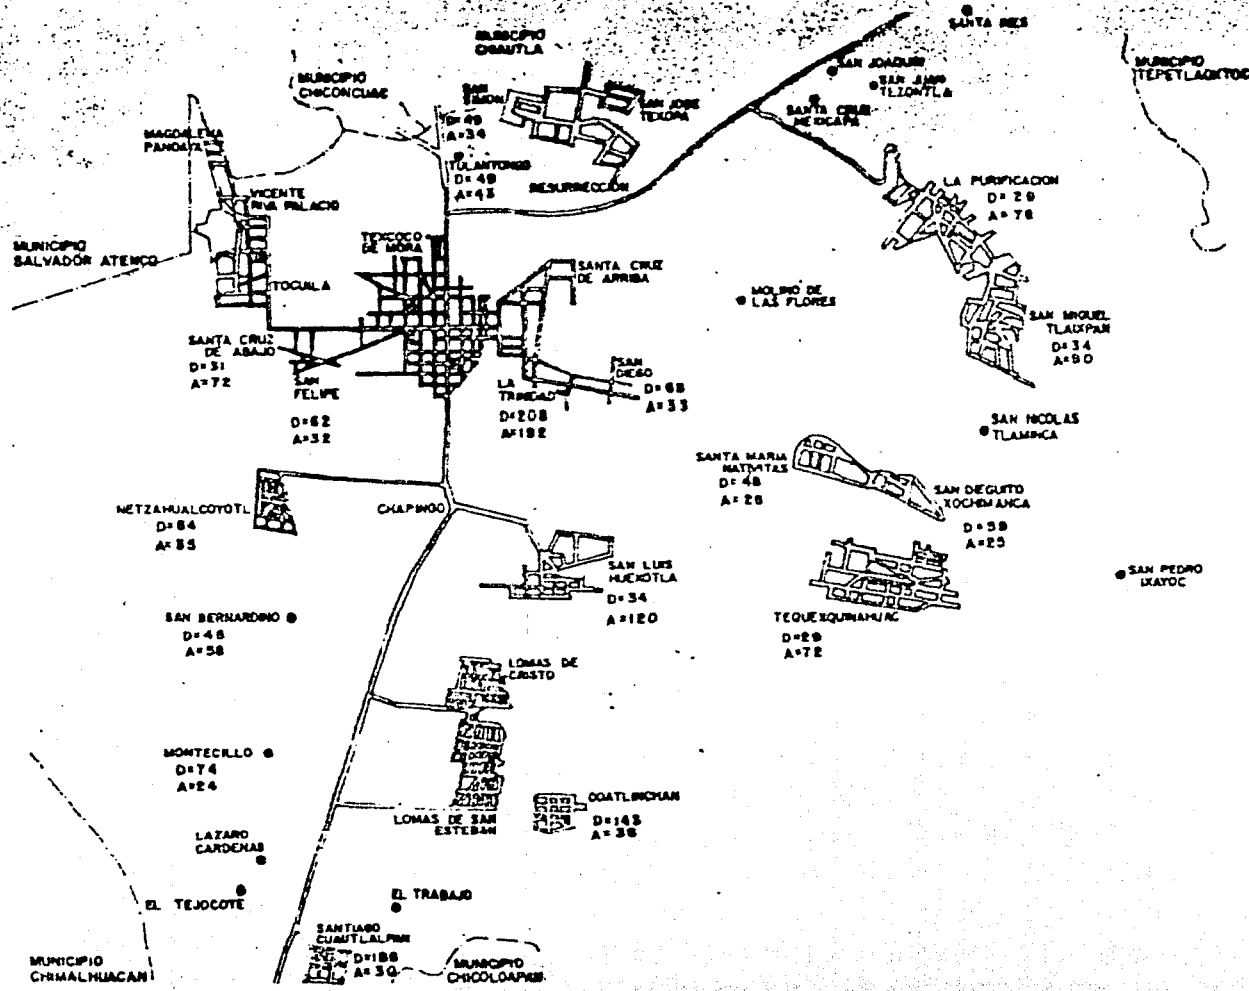 SANTA INES
MUNICIPIO
CHIAUTLA
MUNICIPIO
CHICONCUAC
SAN JOAQUIN
SAN JUAN
TEZONTLA
MUNICIPIO
TEPETLAOXTOC
SAN
SIMON
SAN JOSE
TEXOPA
SANTA CRUZ
MEXICAPA
D=49
A=34
MAGDALENA
PANOAYA
TULANTONGO
D=49
A=43
RESURRECCION
LA PURIFICACION
D=29
A=76
VICENTE
RIVA PALACIO
TEXCOCO
DE MORA
MUNICIPIO
SALVADOR ATENCO
SANTA CRUZ
DE ARRIBA
TOCUILA
MOLINO DE
LAS FLORES
SAN MIGUEL
TLAIXPAN
D=34
A=90
SANTA CRUZ
DE ABAJO
D=31
A=72
SAN
FELIPE
D=62
A=32
LA
TRINIDAD
D=208
A=192
SAN
DIEGO
D=68
A=33
SAN NICOLAS
TLAMINCA
SANTA MARIA
NATIVITAS
D=48
A=26
SAN DIEGUITO
XOCHIMANCA
D=59
A=25
NETZAHUALCOYOTL
D=64
A=35
CHAPINGO
SAN LUIS
HUEXOTLA
D=34
A=120
SAN PEDRO
IXAYOC
SAN BERNARDINO
D=46
A=58
TEQUEXQUINAHUAC
D=29
A=72
LOMAS DE
CRISTO
MONTECILLO
D=74
A=24
LOMAS DE SAN
ESTEBAN
COATLINCHAN
D=143
A=36
LAZARO
CARDENAS
EL TEJOCOTE
EL TRABAJO
SANTIAGO
CUAUTLALPAN
D=186
A=30
MUNICIPIO
CHIMALHUACAN
MUNICIPIO
CHICOLOAPAN